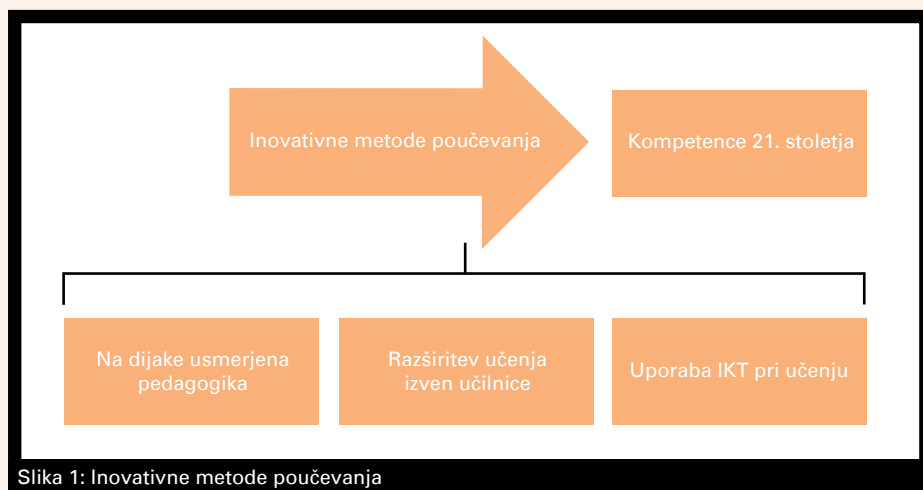 Inovativne metode poučevanja
Kompetence 21. stoletja
Na dijake usmerjena
pedagogika
Razširitev učenja
izven učilnice
Uporaba IKT pri učenju
Slika 1: Inovativne metode poučevanja